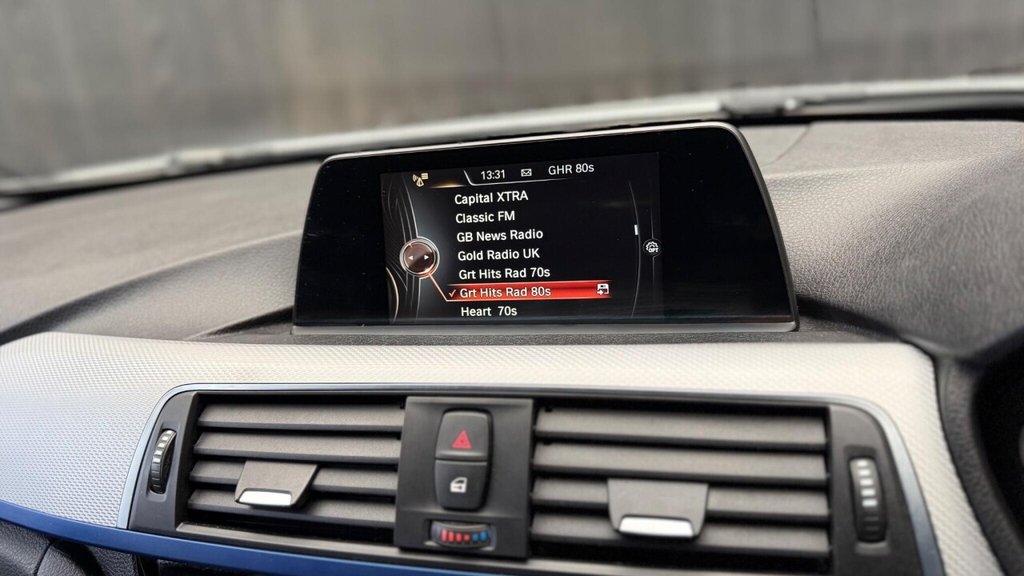 13:31 GHR 80s
Capital XTRA
Classic FM
GB News Radio
Gold Radio UK
Grt Hits Rad 70s
Grt Hits Rad 80s
Heart 70s
OPT